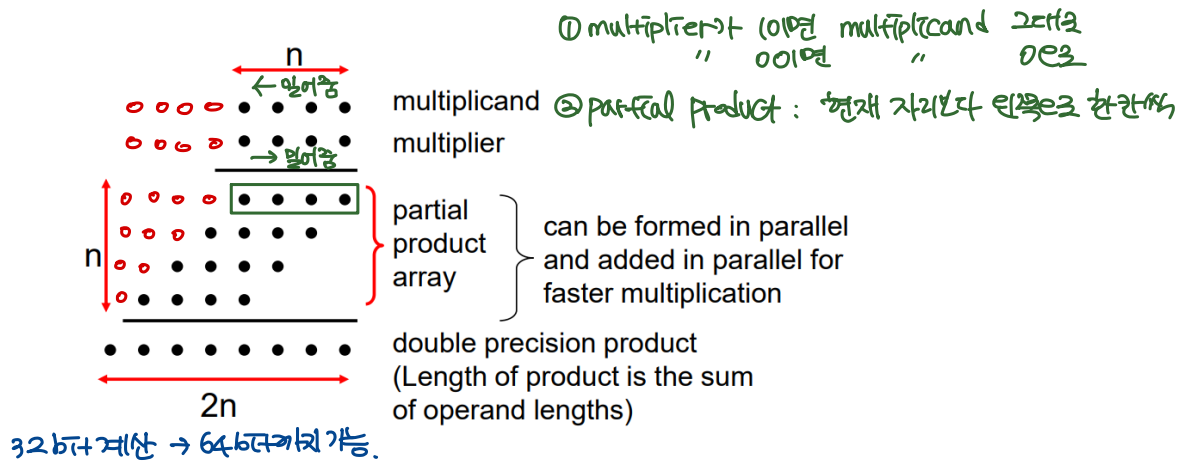 ① multiplier가 1이면 multiplicand 그대로
〃 0이면 〃 0으로
n
← 밀어줌
multiplicand
② partial product : 현재 자리보다 왼쪽으로 한칸씩
multiplier
→ 밀어줌
n
partial
product
array
can be formed in parallel
and added in parallel for
faster multiplication
double precision product
(Length of product is the sum
of operand lengths)
2n
32bit 계산 → 64bit까지 가능.